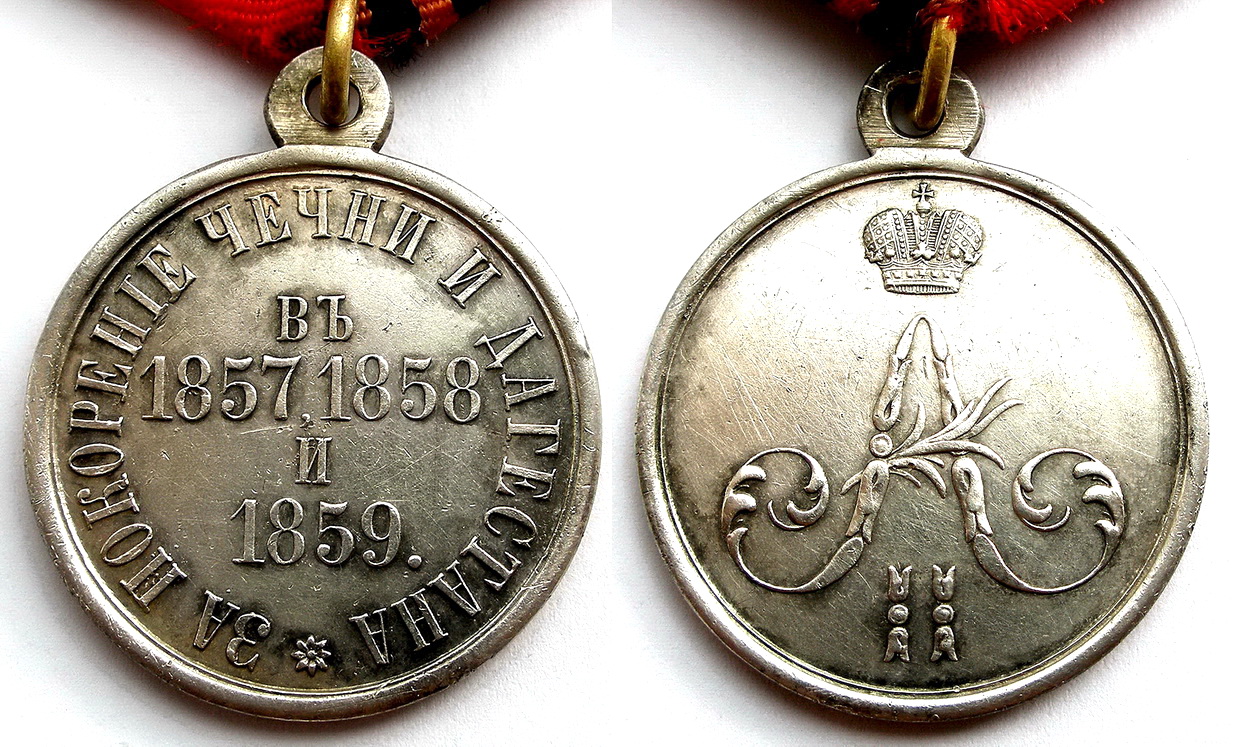 ЗА ПОКОРЕНІЕ ЧЕЧНИ И ДАГЕСТАНА
ВЪ
1857,1858
И
1859.
А
II